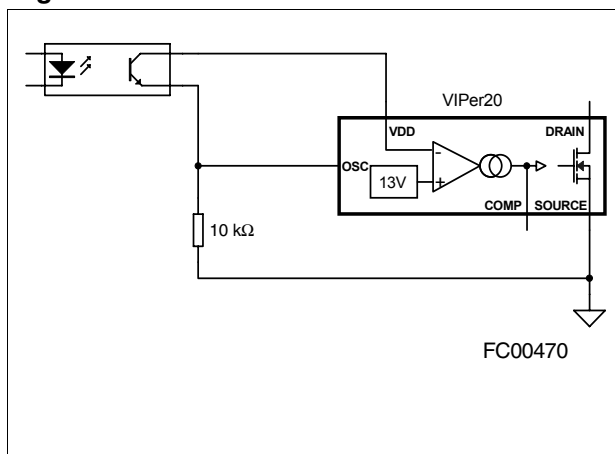 VIPer20
VDD
DRAIN
-
OSC
13V
+
COMP SOURCE
10 kΩ
FC00470